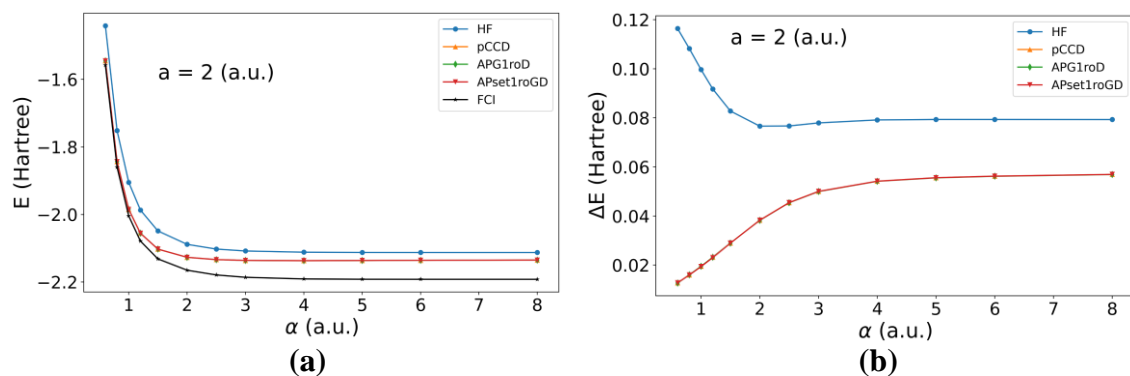 a = 2 (a.u.)
HF
pCCD
APG1roD
APset1roGD
FCI
E (Hartree)
−1.6
−1.8
−2.0
−2.2
1 2 3 4 5 6 7 8
α (a.u.)
(a)
a = 2 (a.u.)
HF
pCCD
APG1roD
APset1roGD
ΔE (Hartree)
0.12
0.10
0.08
0.06
0.04
0.02
1 2 3 4 5 6 7 8
α (a.u.)
(b)